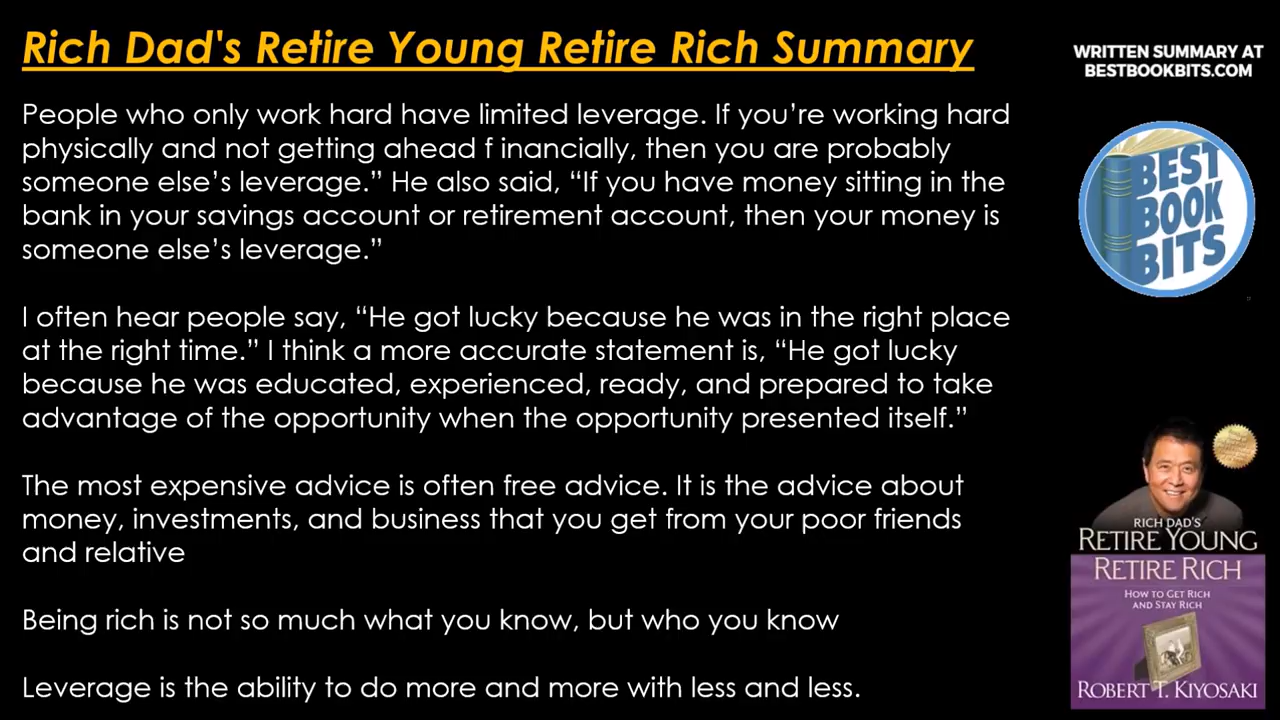 Rich Dad's Retire Young Retire Rich Summary
WRITTEN SUMMARY AT
BESTBOOKBITS.COM
People who only work hard have limited leverage. If you’re working hard
physically and not getting ahead f inancially, then you are probably
someone else’s leverage.” He also said, “If you have money sitting in the
bank in your savings account or retirement account, then your money is
someone else’s leverage.”
I often hear people say, “He got lucky because he was in the right place
at the right time.” I think a more accurate statement is, “He got lucky
because he was educated, experienced, ready, and prepared to take
advantage of the opportunity when the opportunity presented itself.”
The most expensive advice is often free advice. It is the advice about
money, investments, and business that you get from your poor friends
and relative
Being rich is not so much what you know, but who you know
Leverage is the ability to do more and more with less and less.
BEST
BOOK
BITS
RICH DAD'S
RETIRE YOUNG
RETIRE RICH
HOW TO GET RICH
AND STAY RICH
ROBERT T. KIYOSAKI